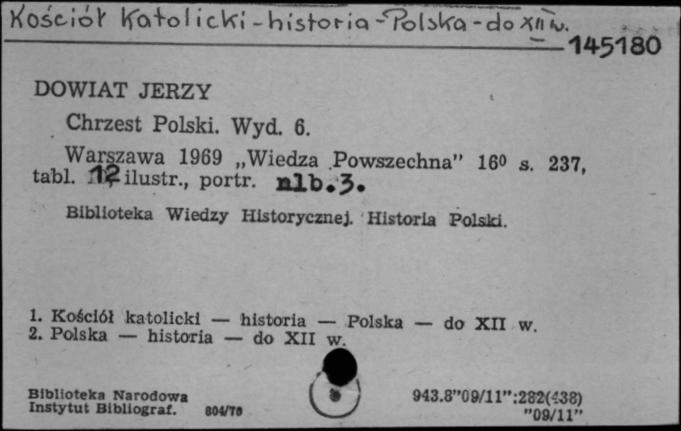 Kościół Katolicki - historia - Polska - do XII w.
145180
DOWIAT JERZY
Chrzest Polski. Wyd. 6.
Warszawa 1969 „Wiedza Powszechna” 16⁰ s. 237,
tabl. 12 ilustr., portr. nlb. 3.
Biblioteka Wiedzy Historycznej. Historia Polski.
1. Kościół katolicki — historia — Polska — do XII w.
2. Polska — historia — do XII w.
Biblioteka Narodowa
Instytut Bibliograf. 804/70
943.8”09/11”:282(438)
”09/11”